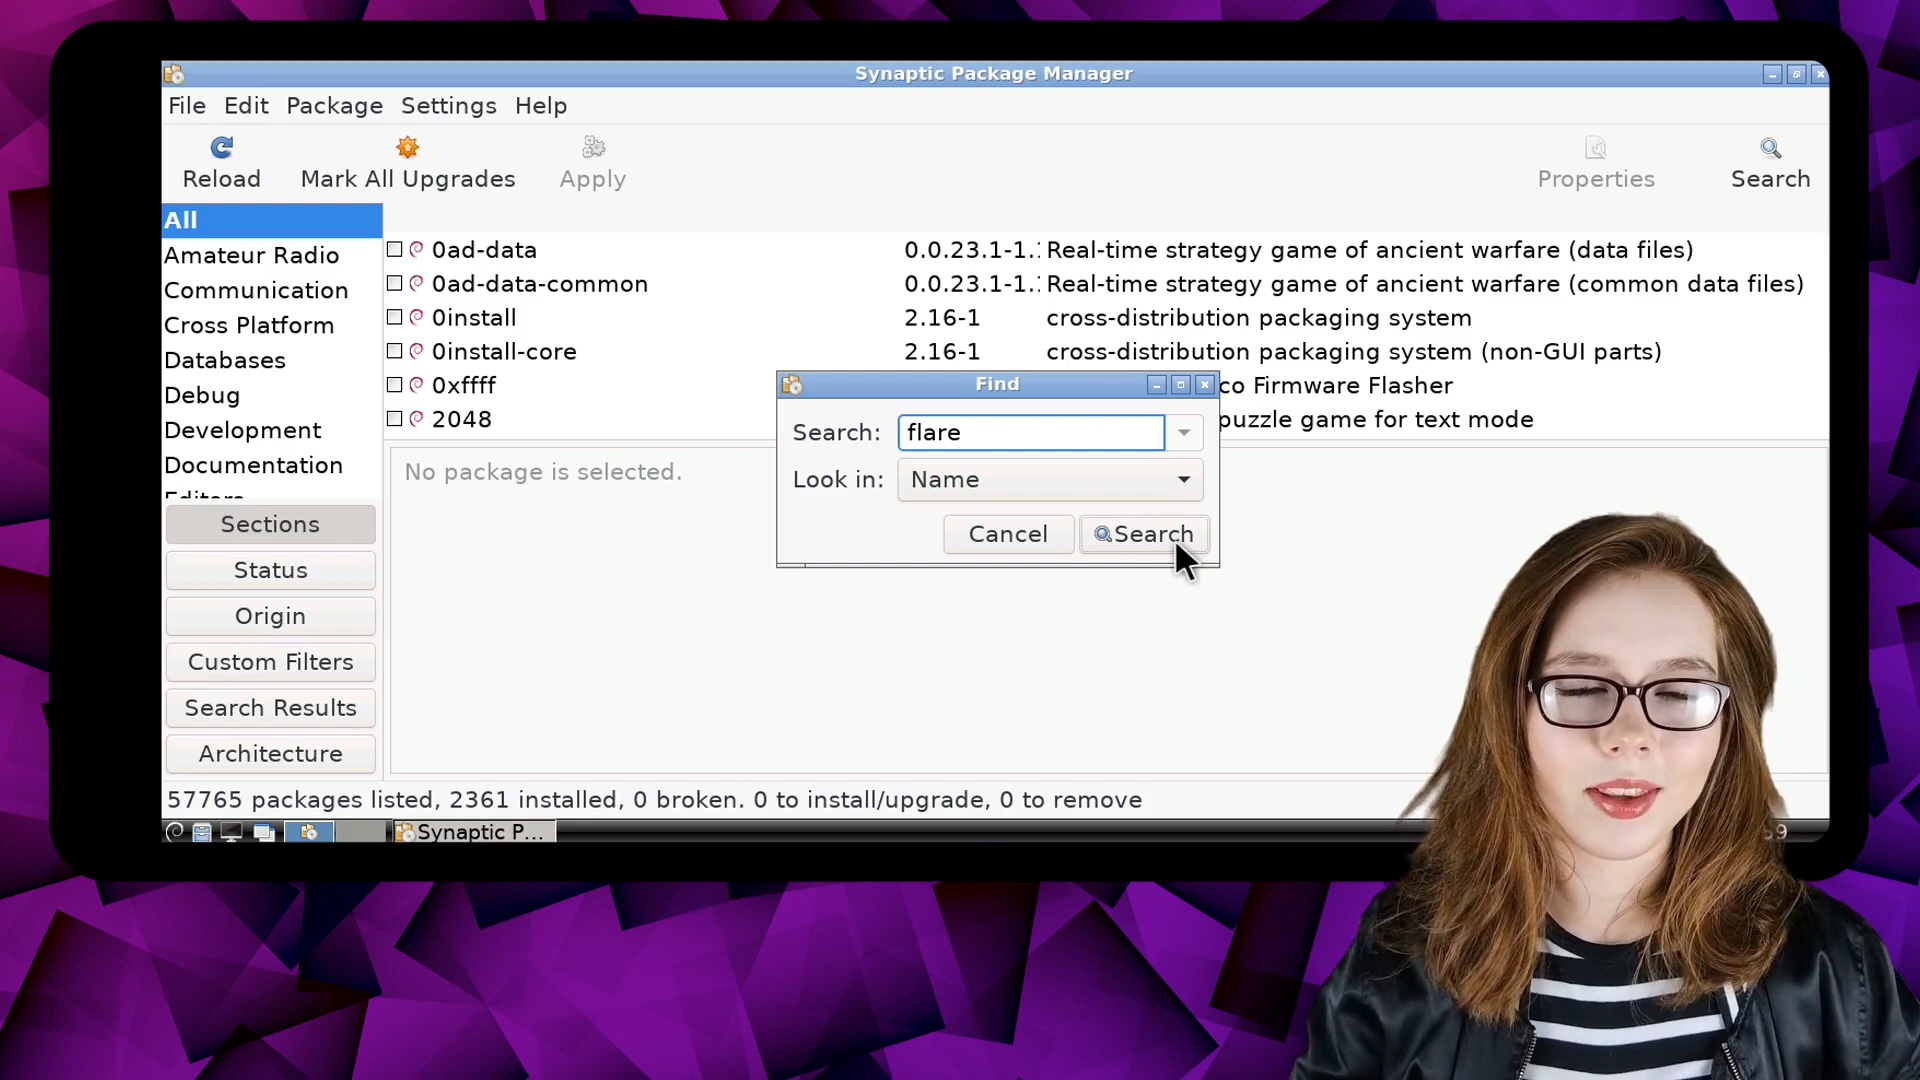 Synaptic Package Manager
File Edit Package Settings Help
Reload Mark All Upgrades Apply Properties Search
All
Amateur Radio
Communication
Cross Platform
Databases
Debug
Development
Documentation
Editors
0ad-data 0.0.23.1-1. Real-time strategy game of ancient warfare (data files)
0ad-data-common 0.0.23.1-1. Real-time strategy game of ancient warfare (common data files)
0install 2.16-1 cross-distribution packaging system
0install-core 2.16-1 cross-distribution packaging system (non-GUI parts)
0xffff co Firmware Flasher
2048 puzzle game for text mode
Find
Search: flare
Look in: Name
Cancel Search
No package is selected.
Sections
Status
Origin
Custom Filters
Search Results
Architecture
57765 packages listed, 2361 installed, 0 broken. 0 to install/upgrade, 0 to remove
Synaptic P...